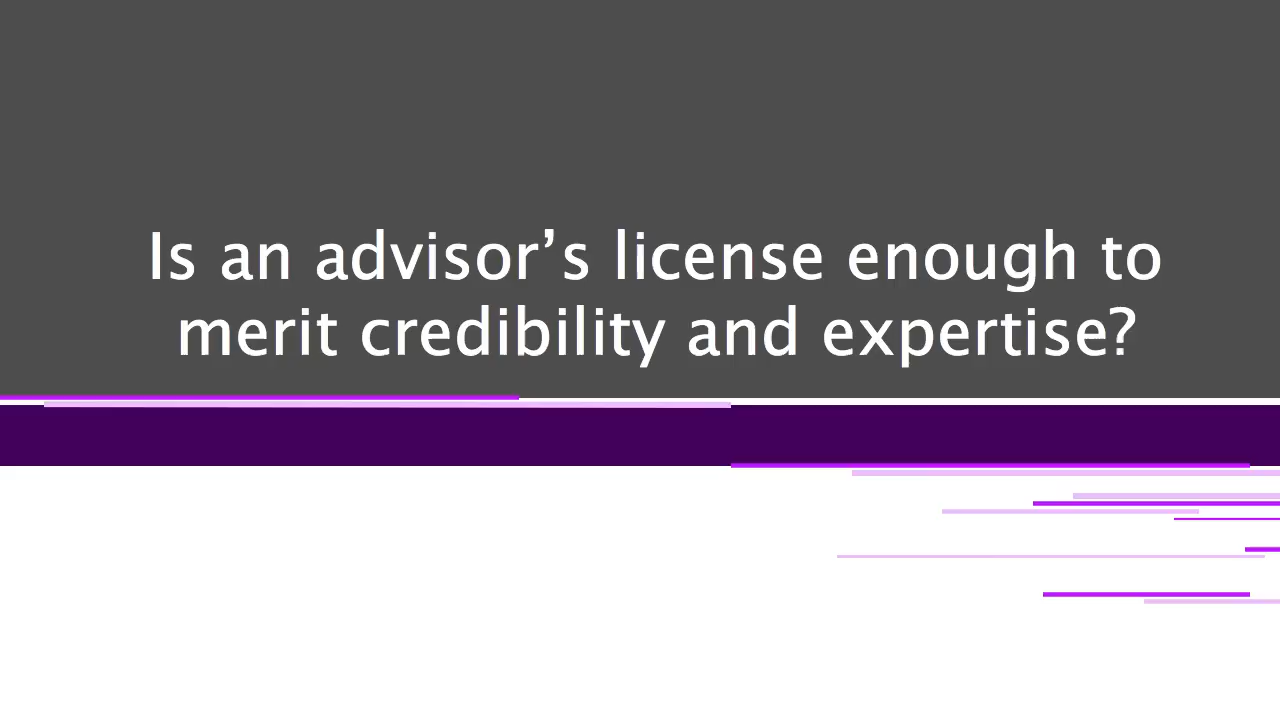 Is an advisor’s license enough to
merit credibility and expertise?